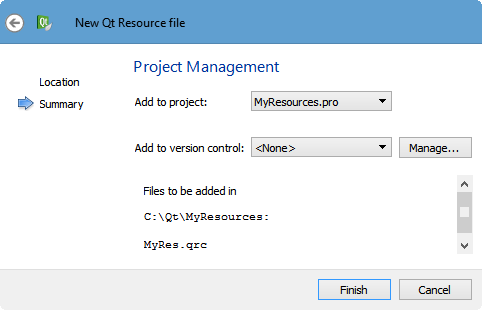 New Qt Resource file
Project Management
Location
Summary
Add to project: MyResources.pro
Add to version control: <None> Manage...
Files to be added in
C:\Qt\MyResources:
MyRes.qrc
Finish Cancel